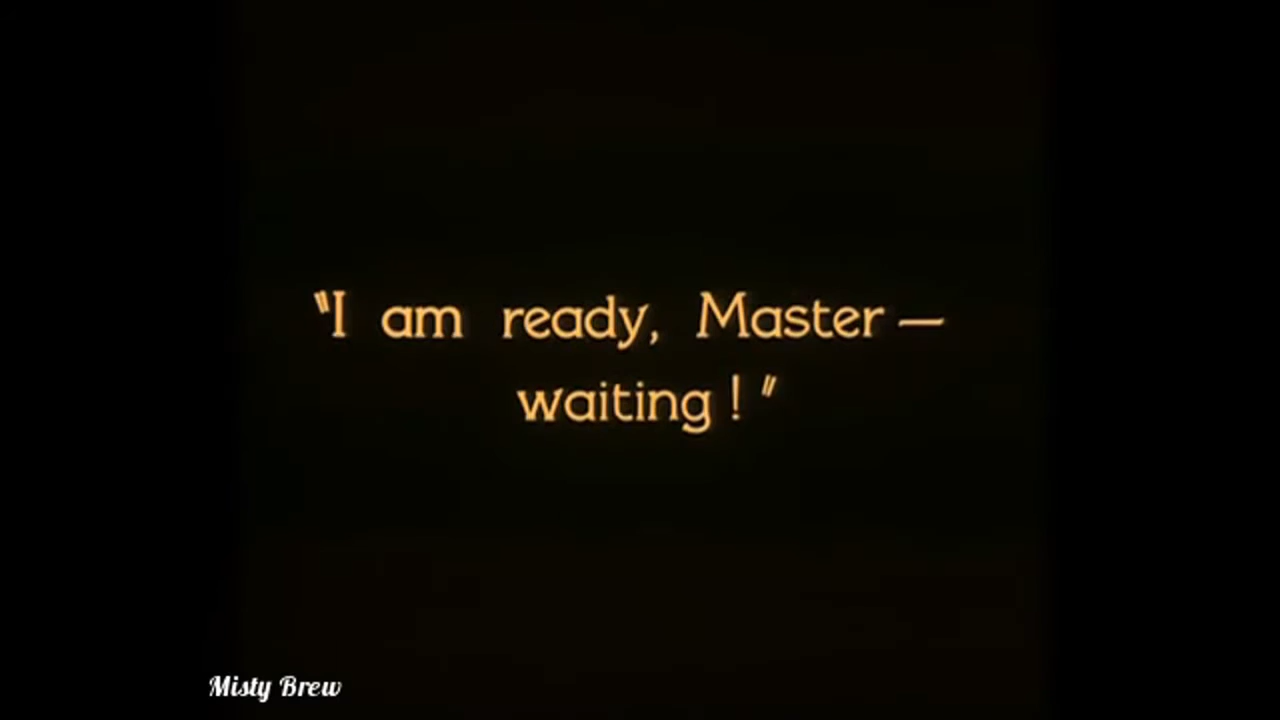 "I am ready, Master —
waiting ! "
Misty Brew